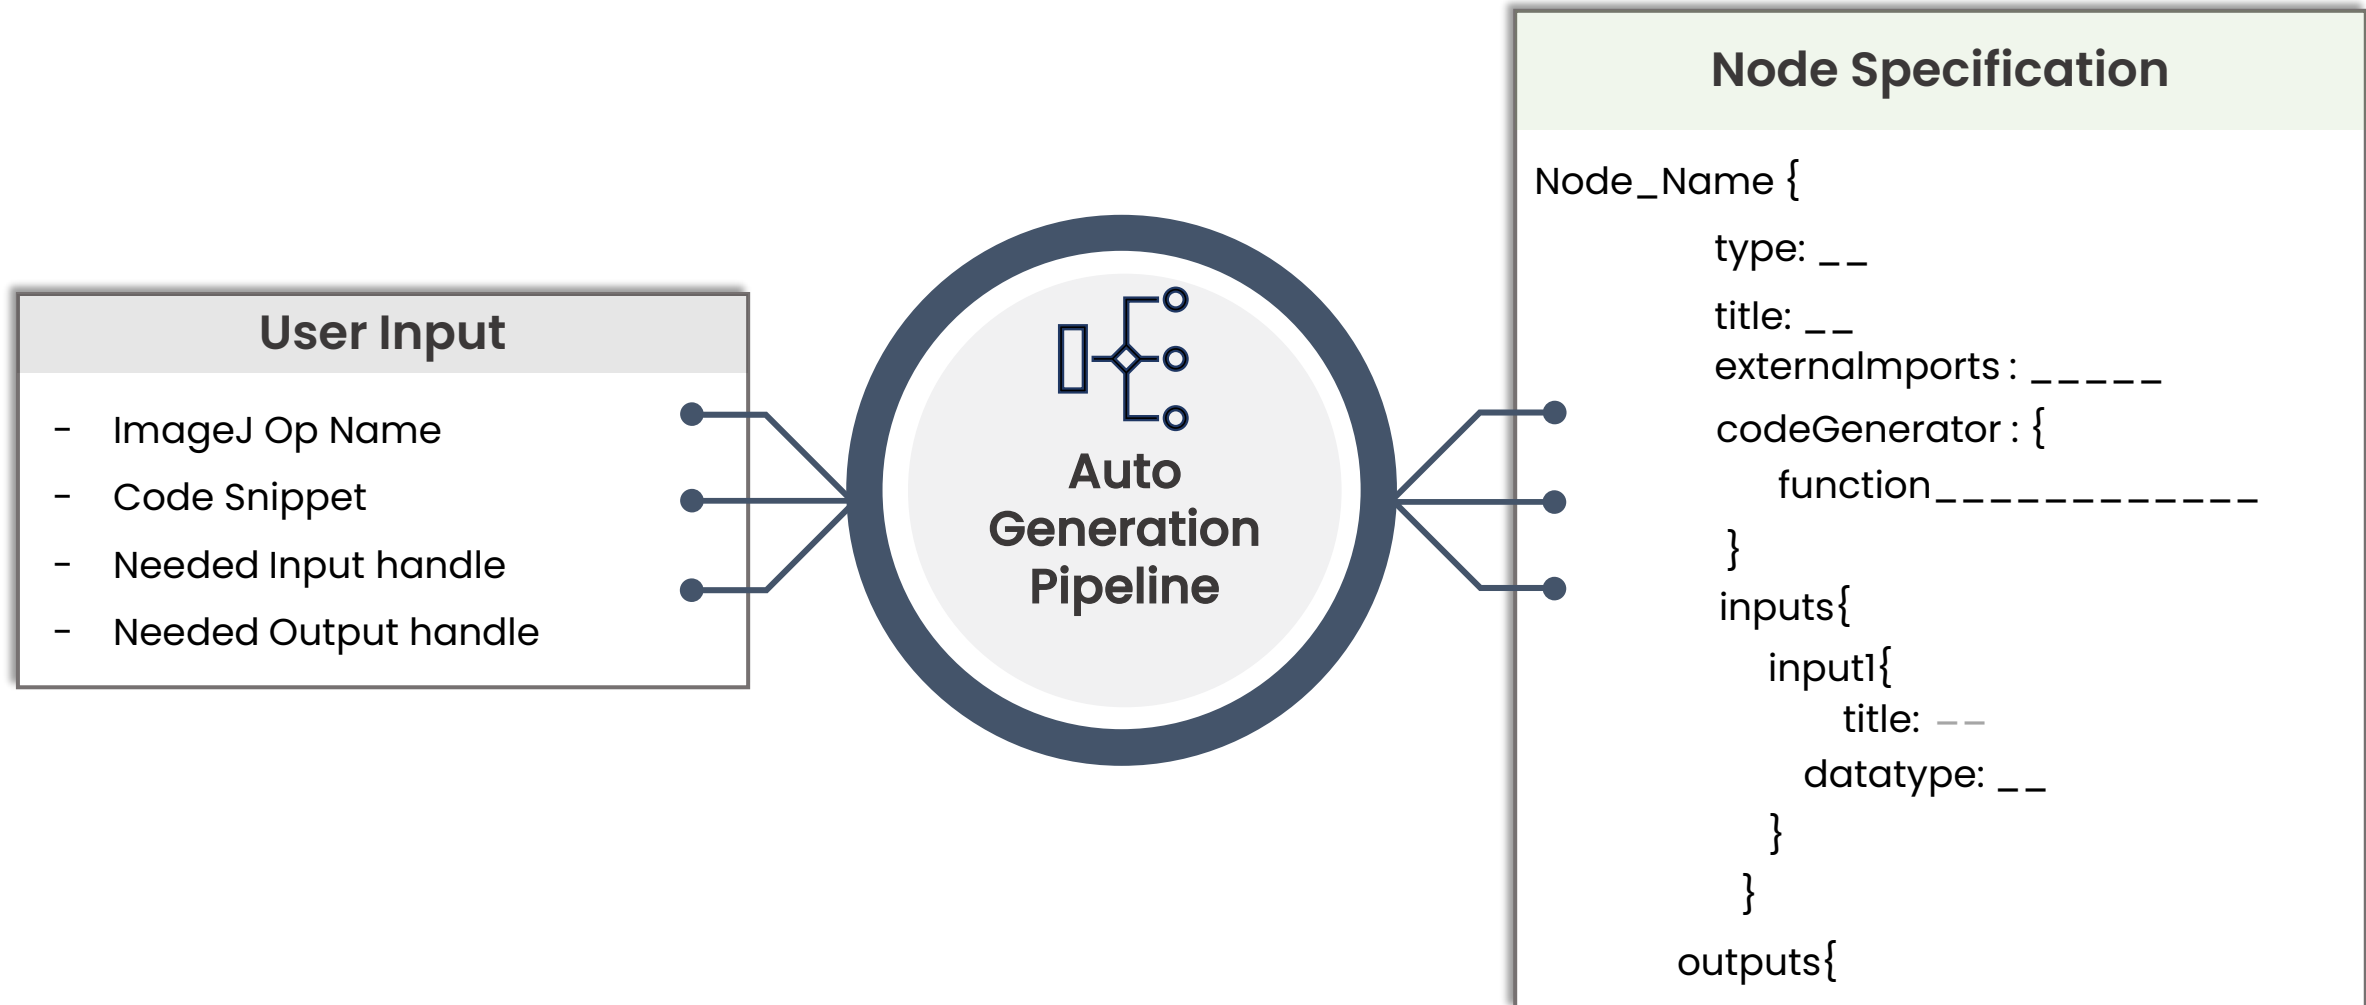 User Input
- ImageJ Op Name
- Code Snippet
- Needed Input handle
- Needed Output handle
Auto
Generation
Pipeline
Node Specification
Node_Name {
type: __
title: __
externalImports : _____
codeGenerator : {
function____________
}
inputs{
input1{
title: __
datatype: __
}
}
outputs{